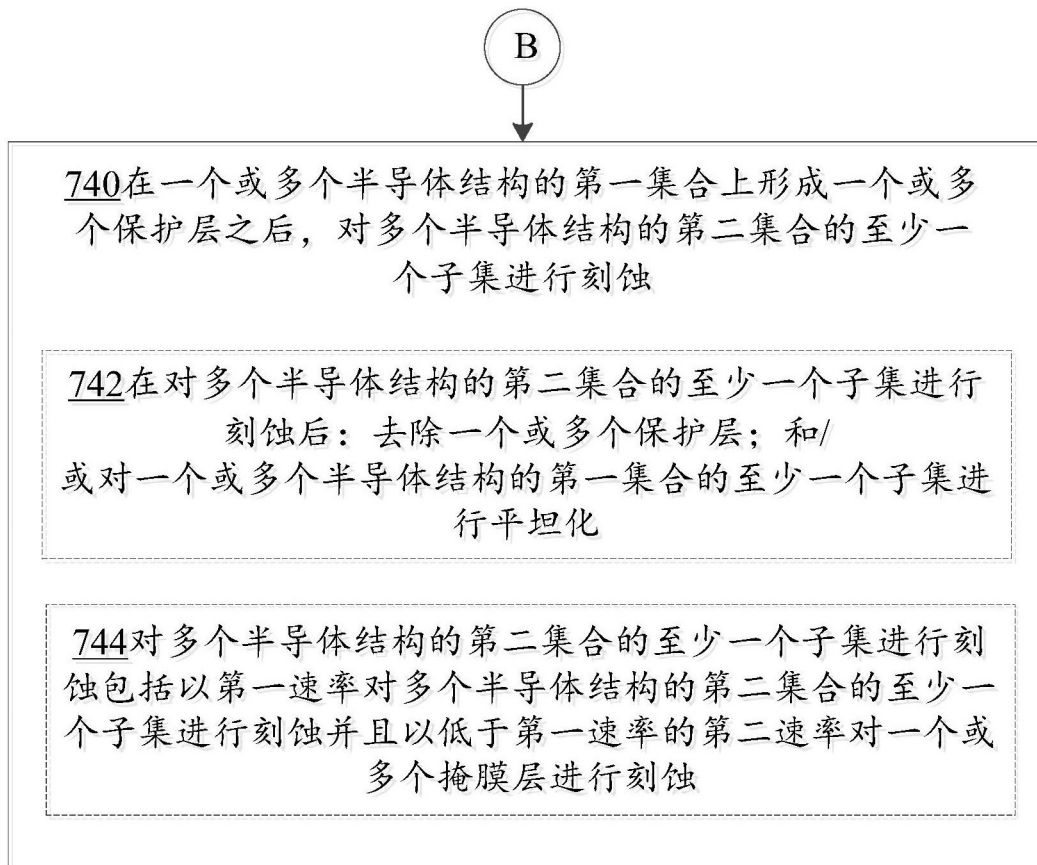 B
740在一个或多个半导体结构的第一集合上形成一个或多
个保护层之后，对多个半导体结构的第二集合的至少一
个子集进行刻蚀
742在对多个半导体结构的第二集合的至少一个子集进行
刻蚀后：去除一个或多个保护层；和/
或对一个或多个半导体结构的第一集合的至少一个子集进
行平坦化
744对多个半导体结构的第二集合的至少一个子集进行刻
蚀包括以第一速率对多个半导体结构的第二集合的至少一
个子集进行刻蚀并且以低于第一速率的第二速率对一个或
多个掩膜层进行刻蚀